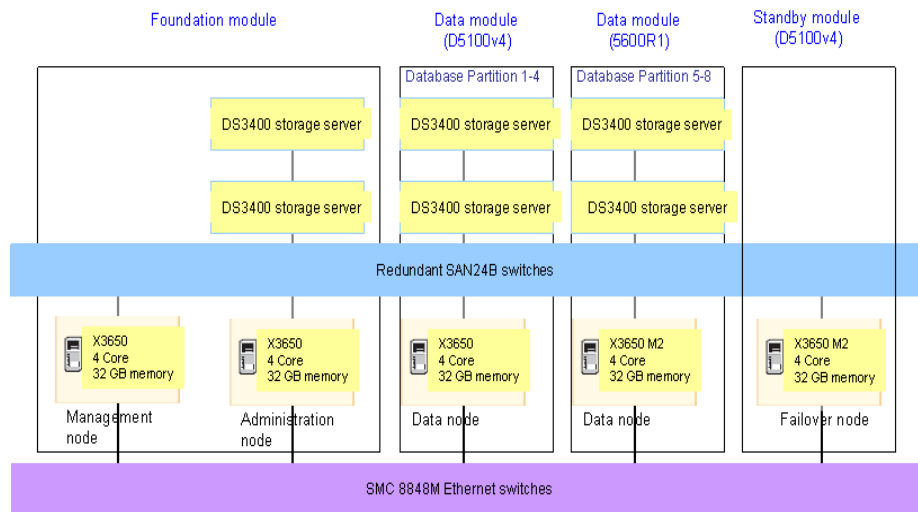 Foundation module
Data module
(D5100v4)
Data module
(5600R1)
Standby module
(D5100v4)
Database Partition 1-4
Database Partition 5-8
DS3400 storage server
DS3400 storage server
DS3400 storage server
DS3400 storage server
DS3400 storage server
DS3400 storage server
Redundant SAN24B switches
X3650
4 Core
32 GB memory
Management
node
X3650
4 Core
32 GB memory
Administration
node
X3650
4 Core
32 GB memory
Data node
X3650 M2
4 Core
32 GB memory
Data node
X3650 M2
4 Core
32 GB memory
Failover node
SMC 8848M Ethernet switches